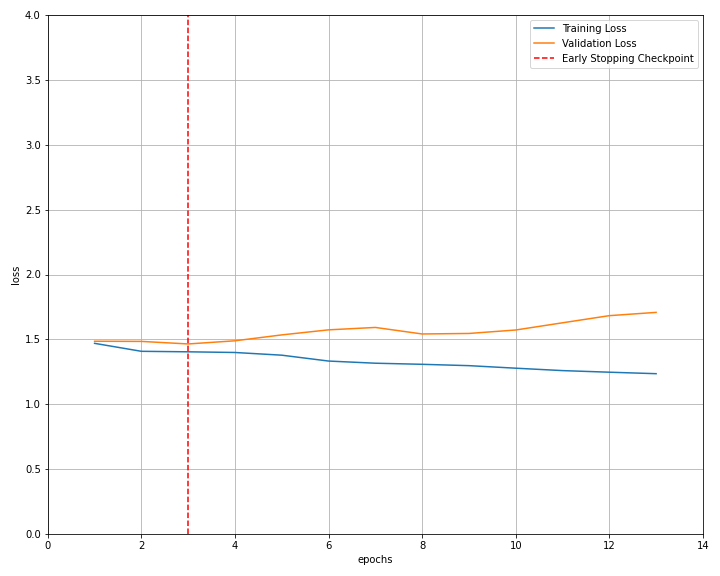 4.0
3.5
3.0
2.5
2.0
1.5
1.0
0.5
0.0
loss
0 2 4 6 8 10 12 14
epochs
Training Loss
Validation Loss
Early Stopping Checkpoint